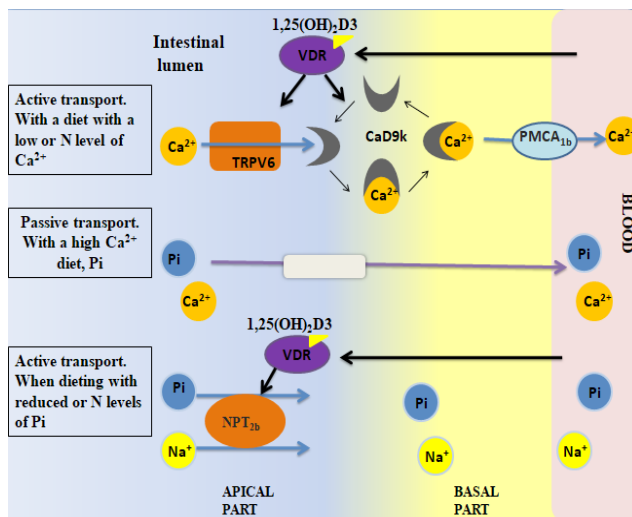 1,25(OH)₂D3
Intestinal
lumen
VDR
Active transport.
With a diet with a
low or N level of
Ca²⁺
Ca²⁺
TRPV6
CaD9k
Ca²⁺
Ca²⁺
PMCA₁b
Ca²⁺
BLOOD
Passive transport.
With a high Ca²⁺
diet, Pi
Pi
Ca²⁺
Pi
Ca²⁺
1,25(OH)₂D3
VDR
Active transport.
When dieting with
reduced or N levels
of Pi
Pi
Na⁺
NPT₂b
Pi
Na⁺
Pi
Na⁺
APICAL
PART
BASAL
PART